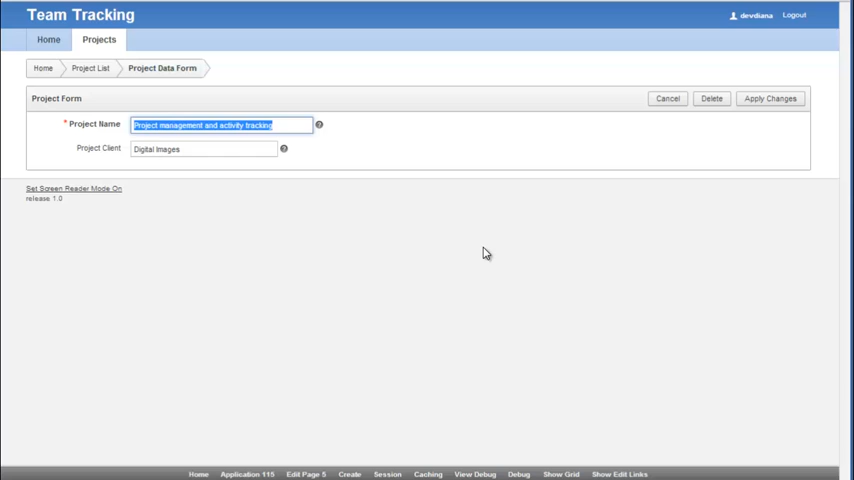 Team Tracking
devdiana Logout
Home Projects
Home Project List Project Data Form
Project Form Cancel Delete Apply Changes
* Project Name Project management and activity tracking
Project Client Digital Images
Set Screen Reader Mode On
release 1.0
Home Application 115 Edit Page 5 Create Session Caching View Debug Debug Show Grid Show Edit Links